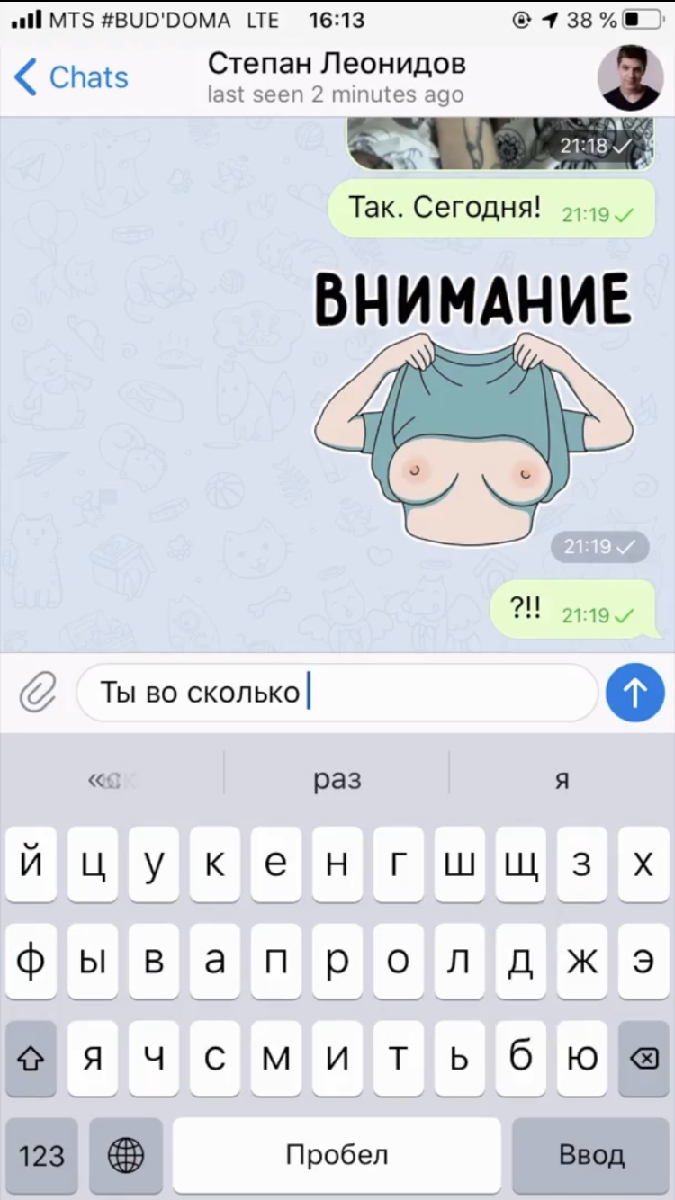 MTS #BUD'DOMA LTE 16:13 38 %
Chats
Степан Леонидов
last seen 2 minutes ago
21:18
Так. Сегодня! 21:19
ВНИМАНИЕ
21:19
?!! 21:19
Ты во сколько
раз я
й ц у к е н г ш щ з х
ф ы в а п р о л д ж э
я ч с м и т ь б ю
123 Пробел Ввод